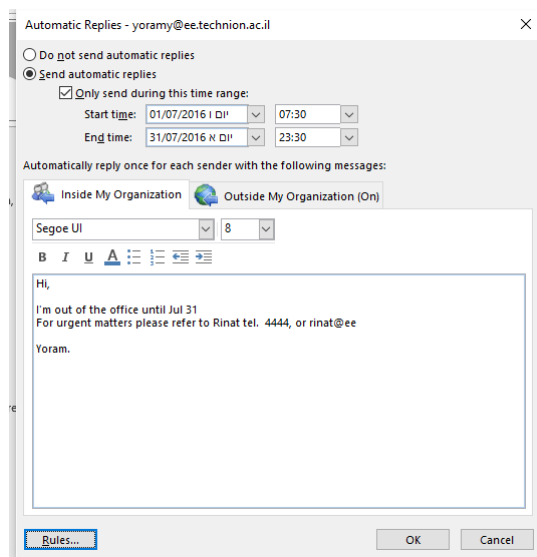 Automatic Replies - yoramy@ee.technion.ac.il
Do not send automatic replies
Send automatic replies
Only send during this time range:
Start time: יום ו 01/07/2016 07:30
End time: יום א 31/07/2016 23:30
Automatically reply once for each sender with the following messages:
Inside My Organization Outside My Organization (On)
Segoe UI 8
B I U A
Hi,
I'm out of the office until Jul 31
For urgent matters please refer to Rinat tel. 4444, or rinat@ee
Yoram.
Rules... OK Cancel